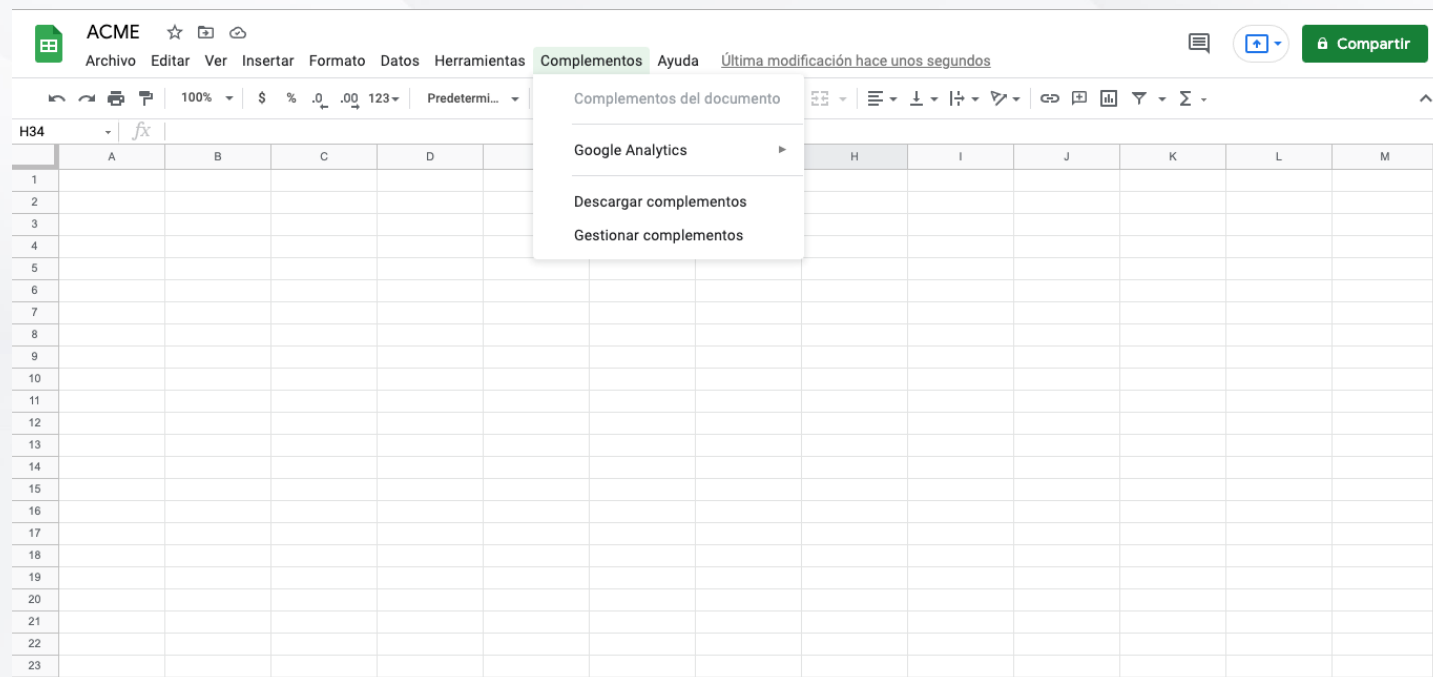 ACME
Archivo Editar Ver Insertar Formato Datos Herramientas Complementos Ayuda Última modificación hace unos segundos
Compartir
100% $ % .0 .00 123 Predetermi...
Complementos del documento
H34 fx
Google Analytics
A B C D H I J K L M
1
Descargar complementos
2
3
Gestionar complementos
4
5
6
7
8
9
10
11
12
13
14
15
16
17
18
19
20
21
22
23